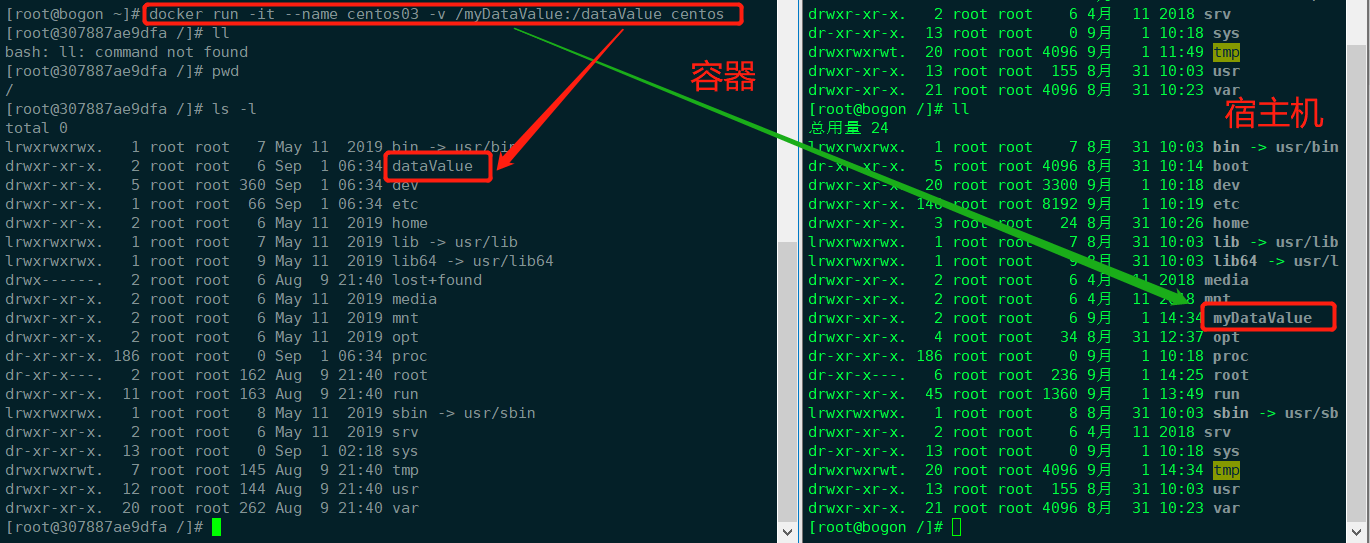 [root@bogon ~]# docker run -it --name centos03 -v /myDataValue:/dataValue centos
[root@307887ae9dfa /]# ll
bash: ll: command not found
[root@307887ae9dfa /]# pwd
/
[root@307887ae9dfa /]# ls -l
total 0
lrwxrwxrwx.   1 root root   7 May 11  2019 bin -> usr/bin
drwxr-xr-x.   2 root root   6 Sep  1 06:34 dataValue
drwxr-xr-x.   5 root root 360 Sep  1 06:34 dev
drwxr-xr-x.   1 root root  66 Sep  1 06:34 etc
drwxr-xr-x.   2 root root   6 May 11  2019 home
lrwxrwxrwx.   1 root root   7 May 11  2019 lib -> usr/lib
lrwxrwxrwx.   1 root root   9 May 11  2019 lib64 -> usr/lib64
drwx------.   2 root root   6 Aug  9 21:40 lost+found
drwxr-xr-x.   2 root root   6 May 11  2019 media
drwxr-xr-x.   2 root root   6 May 11  2019 mnt
drwxr-xr-x.   2 root root   6 May 11  2019 opt
dr-xr-xr-x. 186 root root   0 Sep  1 06:34 proc
dr-xr-x---.   2 root root 162 Aug  9 21:40 root
drwxr-xr-x.  11 root root 163 Aug  9 21:40 run
lrwxrwxrwx.   1 root root   8 May 11  2019 sbin -> usr/sbin
drwxr-xr-x.   2 root root   6 May 11  2019 srv
dr-xr-xr-x.  13 root root   0 Sep  1 02:18 sys
drwxrwxrwt.   7 root root 145 Aug  9 21:40 tmp
drwxr-xr-x.  12 root root 144 Aug  9 21:40 usr
drwxr-xr-x.  20 root root 262 Aug  9 21:40 var
[root@307887ae9dfa /]#
容器
drwxr-xr-x.   2 root root    6 4月  11 2018 srv
dr-xr-xr-x.  13 root root    0 9月   1 10:18 sys
drwxrwxrwt.  20 root root 4096 9月   1 11:49 tmp
drwxr-xr-x.  13 root root  155 8月  31 10:03 usr
drwxr-xr-x.  21 root root 4096 8月  31 10:23 var
[root@bogon /]# ll
宿主机
总用量 24
lrwxrwxrwx.   1 root root    7 8月  31 10:03 bin -> usr/bin
dr-xr-xr-x.   5 root root 4096 8月  31 10:14 boot
drwxr-xr-x.  20 root root 3300 9月   1 10:18 dev
drwxr-xr-x. 146 root root 8192 9月   1 10:19 etc
drwxr-xr-x.   3 root root   24 8月  31 10:26 home
lrwxrwxrwx.   1 root root    7 8月  31 10:03 lib -> usr/lib
lrwxrwxrwx.   1 root root    9 8月  31 10:03 lib64 -> usr/l
drwxr-xr-x.   2 root root    6 4月  11 2018 media
drwxr-xr-x.   2 root root    6 4月  11 2018 mnt
drwxr-xr-x.   2 root root    6 9月   1 14:34 myDataValue
drwxr-xr-x.   4 root root   34 8月  31 12:37 opt
dr-xr-xr-x. 186 root root    0 9月   1 10:18 proc
dr-xr-x---.   6 root root  236 9月   1 14:25 root
drwxr-xr-x.  45 root root 1360 9月   1 13:49 run
lrwxrwxrwx.   1 root root    8 8月  31 10:03 sbin -> usr/sb
drwxr-xr-x.   2 root root    6 4月  11 2018 srv
dr-xr-xr-x.  13 root root    0 9月   1 10:18 sys
drwxrwxrwt.  20 root root 4096 9月   1 14:34 tmp
drwxr-xr-x.  13 root root  155 8月  31 10:03 usr
drwxr-xr-x.  21 root root 4096 8月  31 10:23 var
[root@bogon /]#